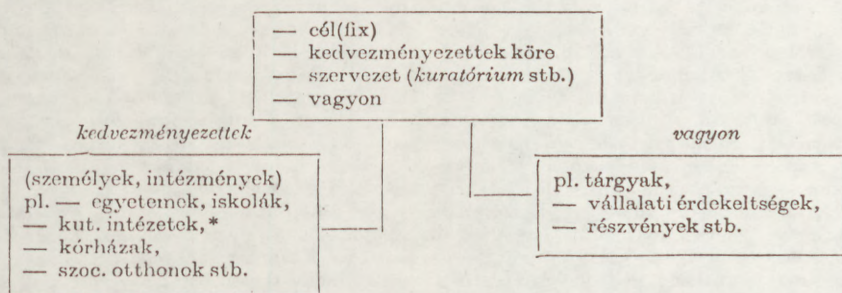 — cél(fix)
— kedvezményezettek köre
— szervezet (kuratórium stb.)
— vagyon
kedvezményezettek
(személyek, intézmények)
pl. — egyetemek, iskolák,
— kut. intézetek,*
— kórházak,
— szoc. otthonok stb.
vagyon
pl. tárgyak,
— vállalati érdekeltségek,
— részvények stb.